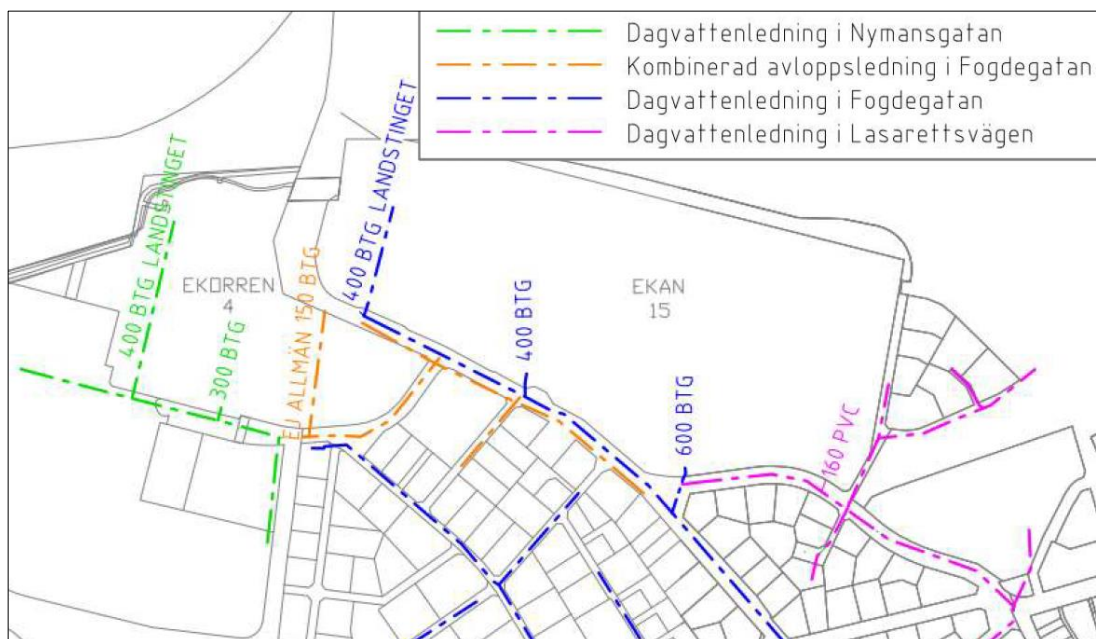 Dagvattenledning i Nymansgatan
Kombinerad avloppsledning i Fogdegatan
Dagvattenledning i Fogdegatan
Dagvattenledning i Lasarettsvägen
400 BTG LANDSTINGET
300 BTG
EKORREN
4
EJ ALLMÄN 150 BTG
400 BTG LANDSTINGET
400 BTG
EKAN
15
600 BTG
160 PVC